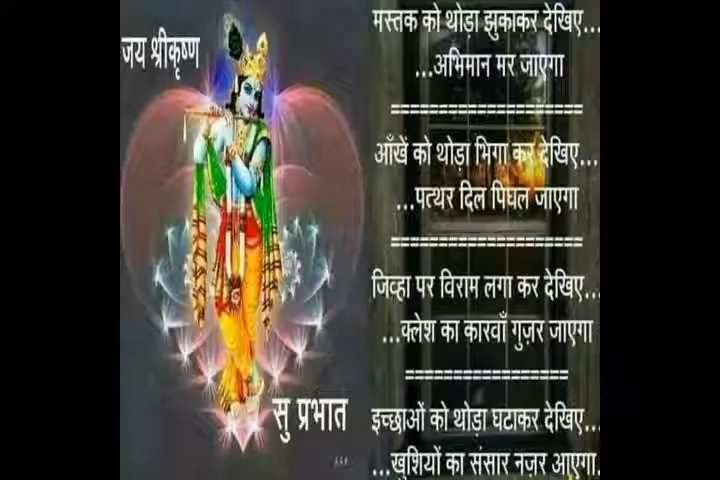 जय श्रीकृष्ण
सु प्रभात
मस्तक को थोड़ा झुकाकर देखिए...
...अभिमान मर जाएगा
====================
आँखें को थोड़ा भिगा कर देखिए...
...पत्थर दिल पिघल जाएगा
====================
जिव्हा पर विराम लगा कर देखिए...
...क्लेश का कारवाँ गुज़र जाएगा
=================
इच्छाओं को थोड़ा घटाकर देखिए...
...खुशियों का संसार नज़र आएगा.